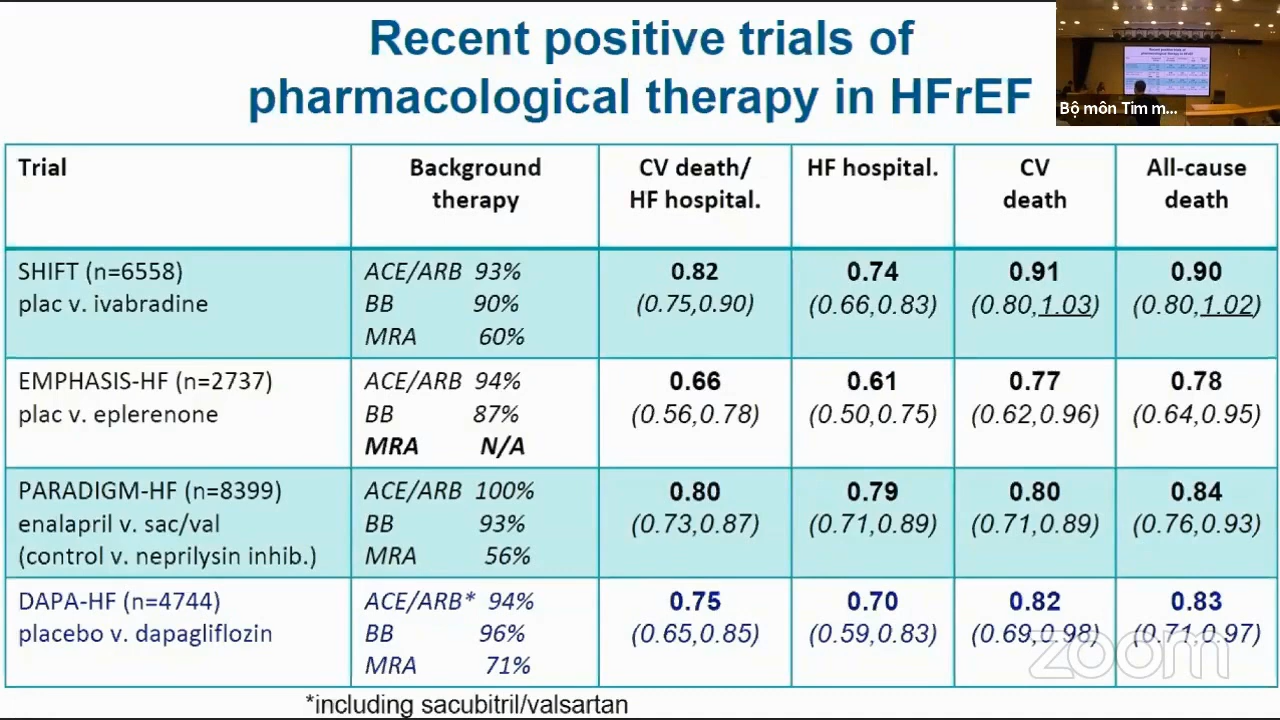 Recent positive trials of
pharmacological therapy in HFrEF
Bộ môn Tim m...
Trial
Background
therapy
CV death/
HF hospital.
HF hospital.
CV
death
All-cause
death
SHIFT (n=6558)
plac v. ivabradine
ACE/ARB 93%
BB 90%
MRA 60%
0.82
(0.75,0.90)
0.74
(0.66,0.83)
0.91
(0.80,1.03)
0.90
(0.80,1.02)
EMPHASIS-HF (n=2737)
plac v. eplerenone
ACE/ARB 94%
BB 87%
MRA N/A
0.66
(0.56,0.78)
0.61
(0.50,0.75)
0.77
(0.62,0.96)
0.78
(0.64,0.95)
PARADIGM-HF (n=8399)
enalapril v. sac/val
(control v. neprilysin inhib.)
ACE/ARB 100%
BB 93%
MRA 56%
0.80
(0.73,0.87)
0.79
(0.71,0.89)
0.80
(0.71,0.89)
0.84
(0.76,0.93)
DAPA-HF (n=4744)
placebo v. dapagliflozin
ACE/ARB* 94%
BB 96%
MRA 71%
0.75
(0.65,0.85)
0.70
(0.59,0.83)
0.82
(0.69,0.98)
0.83
(0.71,0.97)
zoom
*including sacubitril/valsartan